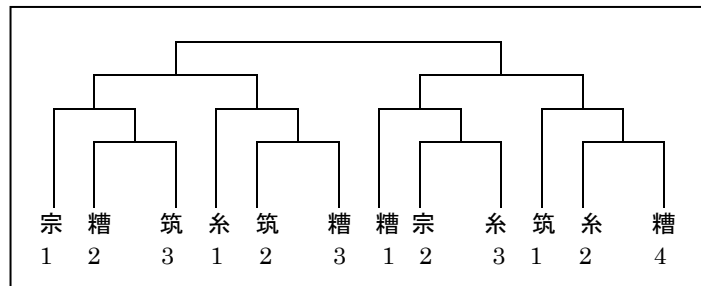 宗 糟 筑 糸 筑 糟 糟 宗 糸 筑 糸 糟
1 2 3 1 2 3 1 2 3 1 2 4